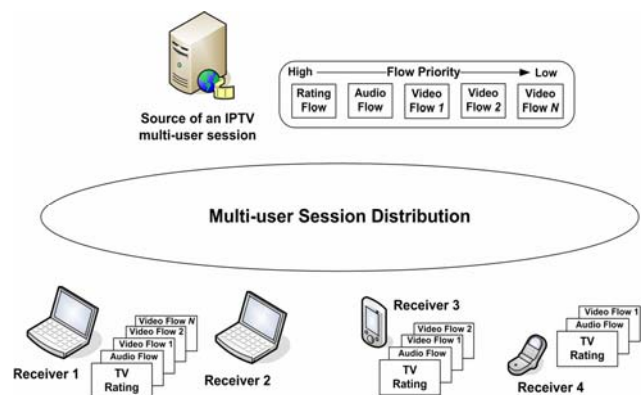 High Flow Priority Low
Rating Flow
Audio Flow
Video Flow 1
Video Flow 2
Video Flow N
Source of an IPTV
multi-user session
Multi-user Session Distribution
Receiver 1
Video Flow N
Video Flow 2
Video Flow 1
Audio Flow
TV
Rating
Receiver 2
Receiver 3
Video Flow 2
Video Flow 1
Audio Flow
TV
Rating
Video Flow 1
Audio Flow
TV
Rating
Receiver 4